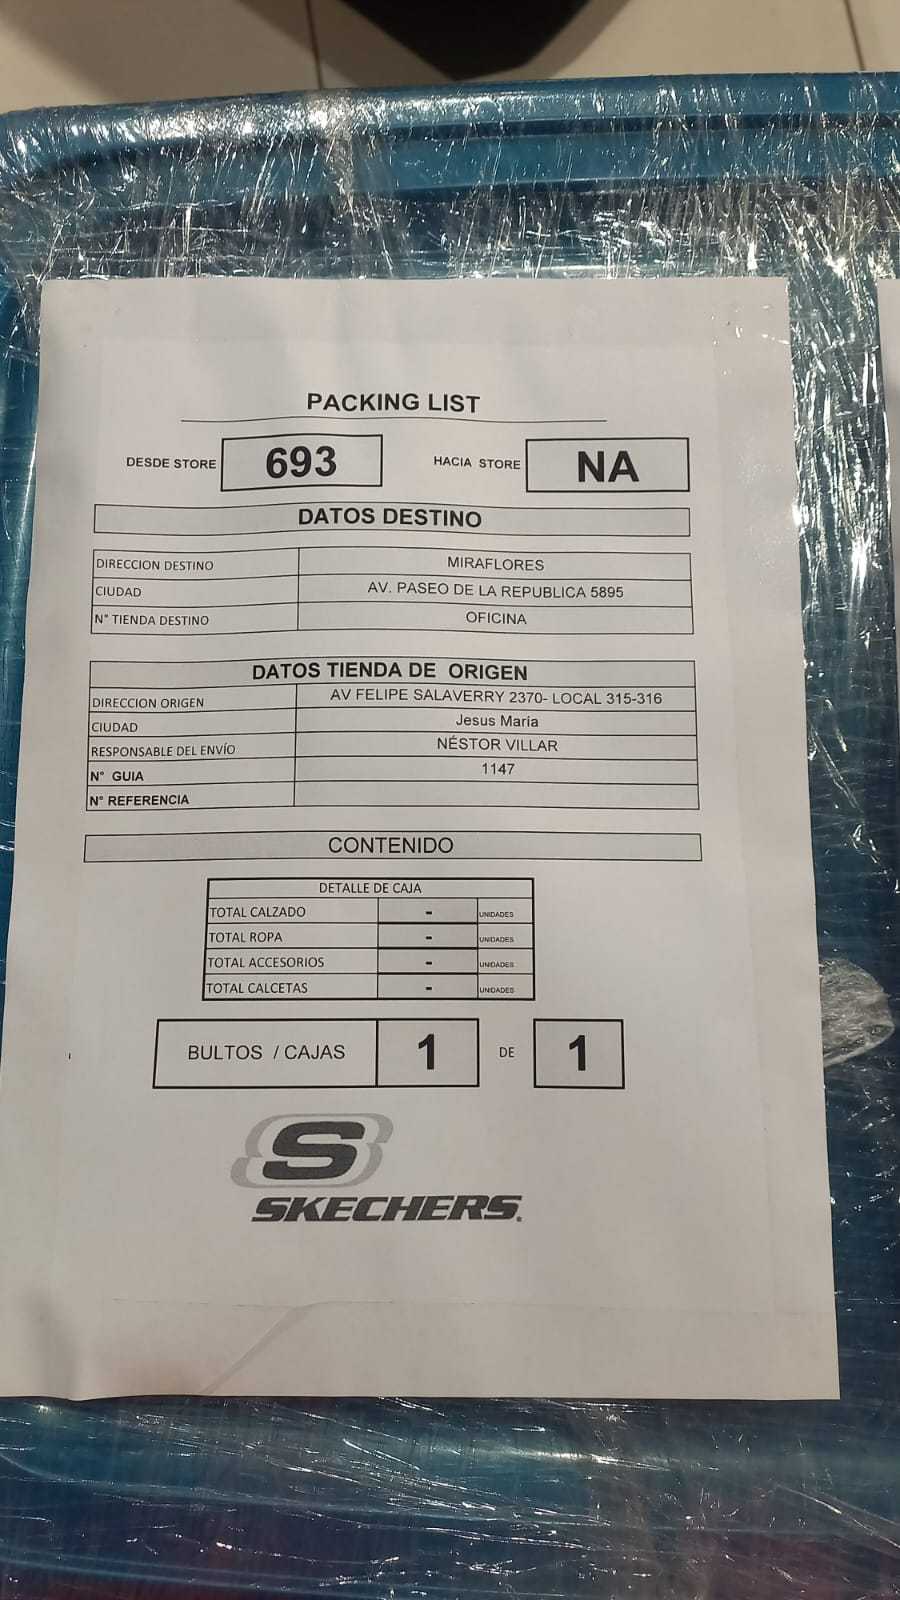 PACKING LIST
DESDE STORE 693 HACIA STORE NA
DATOS DESTINO
DIRECCION DESTINO MIRAFLORES
CIUDAD AV. PASEO DE LA REPUBLICA 5895
N° TIENDA DESTINO OFICINA
DATOS TIENDA DE ORIGEN
DIRECCION ORIGEN AV FELIPE SALAVERRY 2370- LOCAL 315-316
CIUDAD Jesus Maria
RESPONSABLE DEL ENVÍO NÉSTOR VILLAR
N° GUIA 1147
N° REFERENCIA
CONTENIDO
DETALLE DE CAJA
TOTAL CALZADO - UNIDADES
TOTAL ROPA - UNIDADES
TOTAL ACCESORIOS - UNIDADES
TOTAL CALCETAS - UNIDADES
BULTOS / CAJAS 1 DE 1
S
SKECHERS.